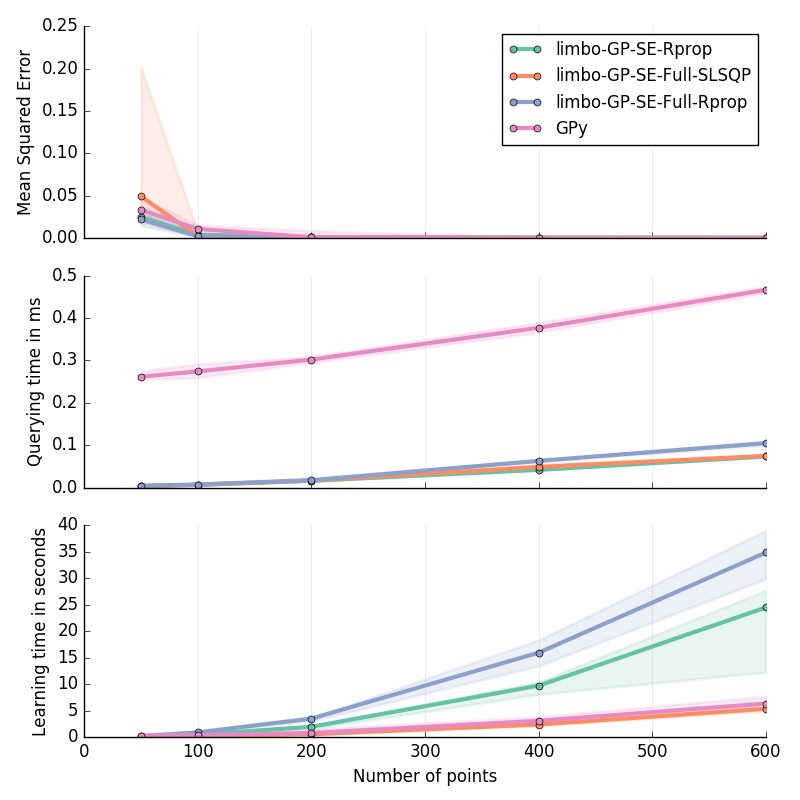 Mean Squared Error
0.25
0.20
0.15
0.10
0.05
0.00
limbo-GP-SE-Rprop
limbo-GP-SE-Full-SLSQP
limbo-GP-SE-Full-Rprop
GPy
Querying time in ms
0.5
0.4
0.3
0.2
0.1
0.0
Learning time in seconds
40
35
30
25
20
15
10
5
0
0 100 200 300 400 500 600
Number of points